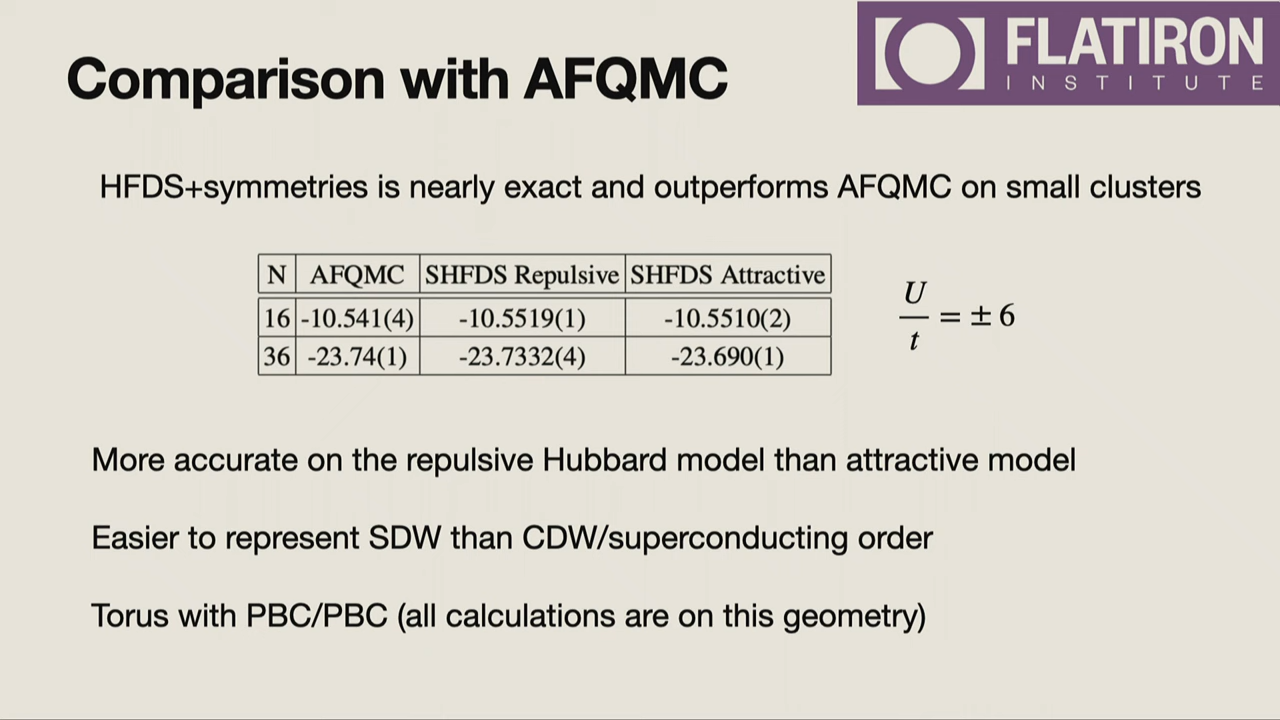 Comparison with AFQMC
FLATIRON
INSTITUTE
HFDS+symmetries is nearly exact and outperforms AFQMC on small clusters
N AFQMC SHFDS Repulsive SHFDS Attractive
16 -10.541(4) -10.5519(1) -10.5510(2)
36 -23.74(1) -23.7332(4) -23.690(1)
U
— = ± 6
t
More accurate on the repulsive Hubbard model than attractive model
Easier to represent SDW than CDW/superconducting order
Torus with PBC/PBC (all calculations are on this geometry)